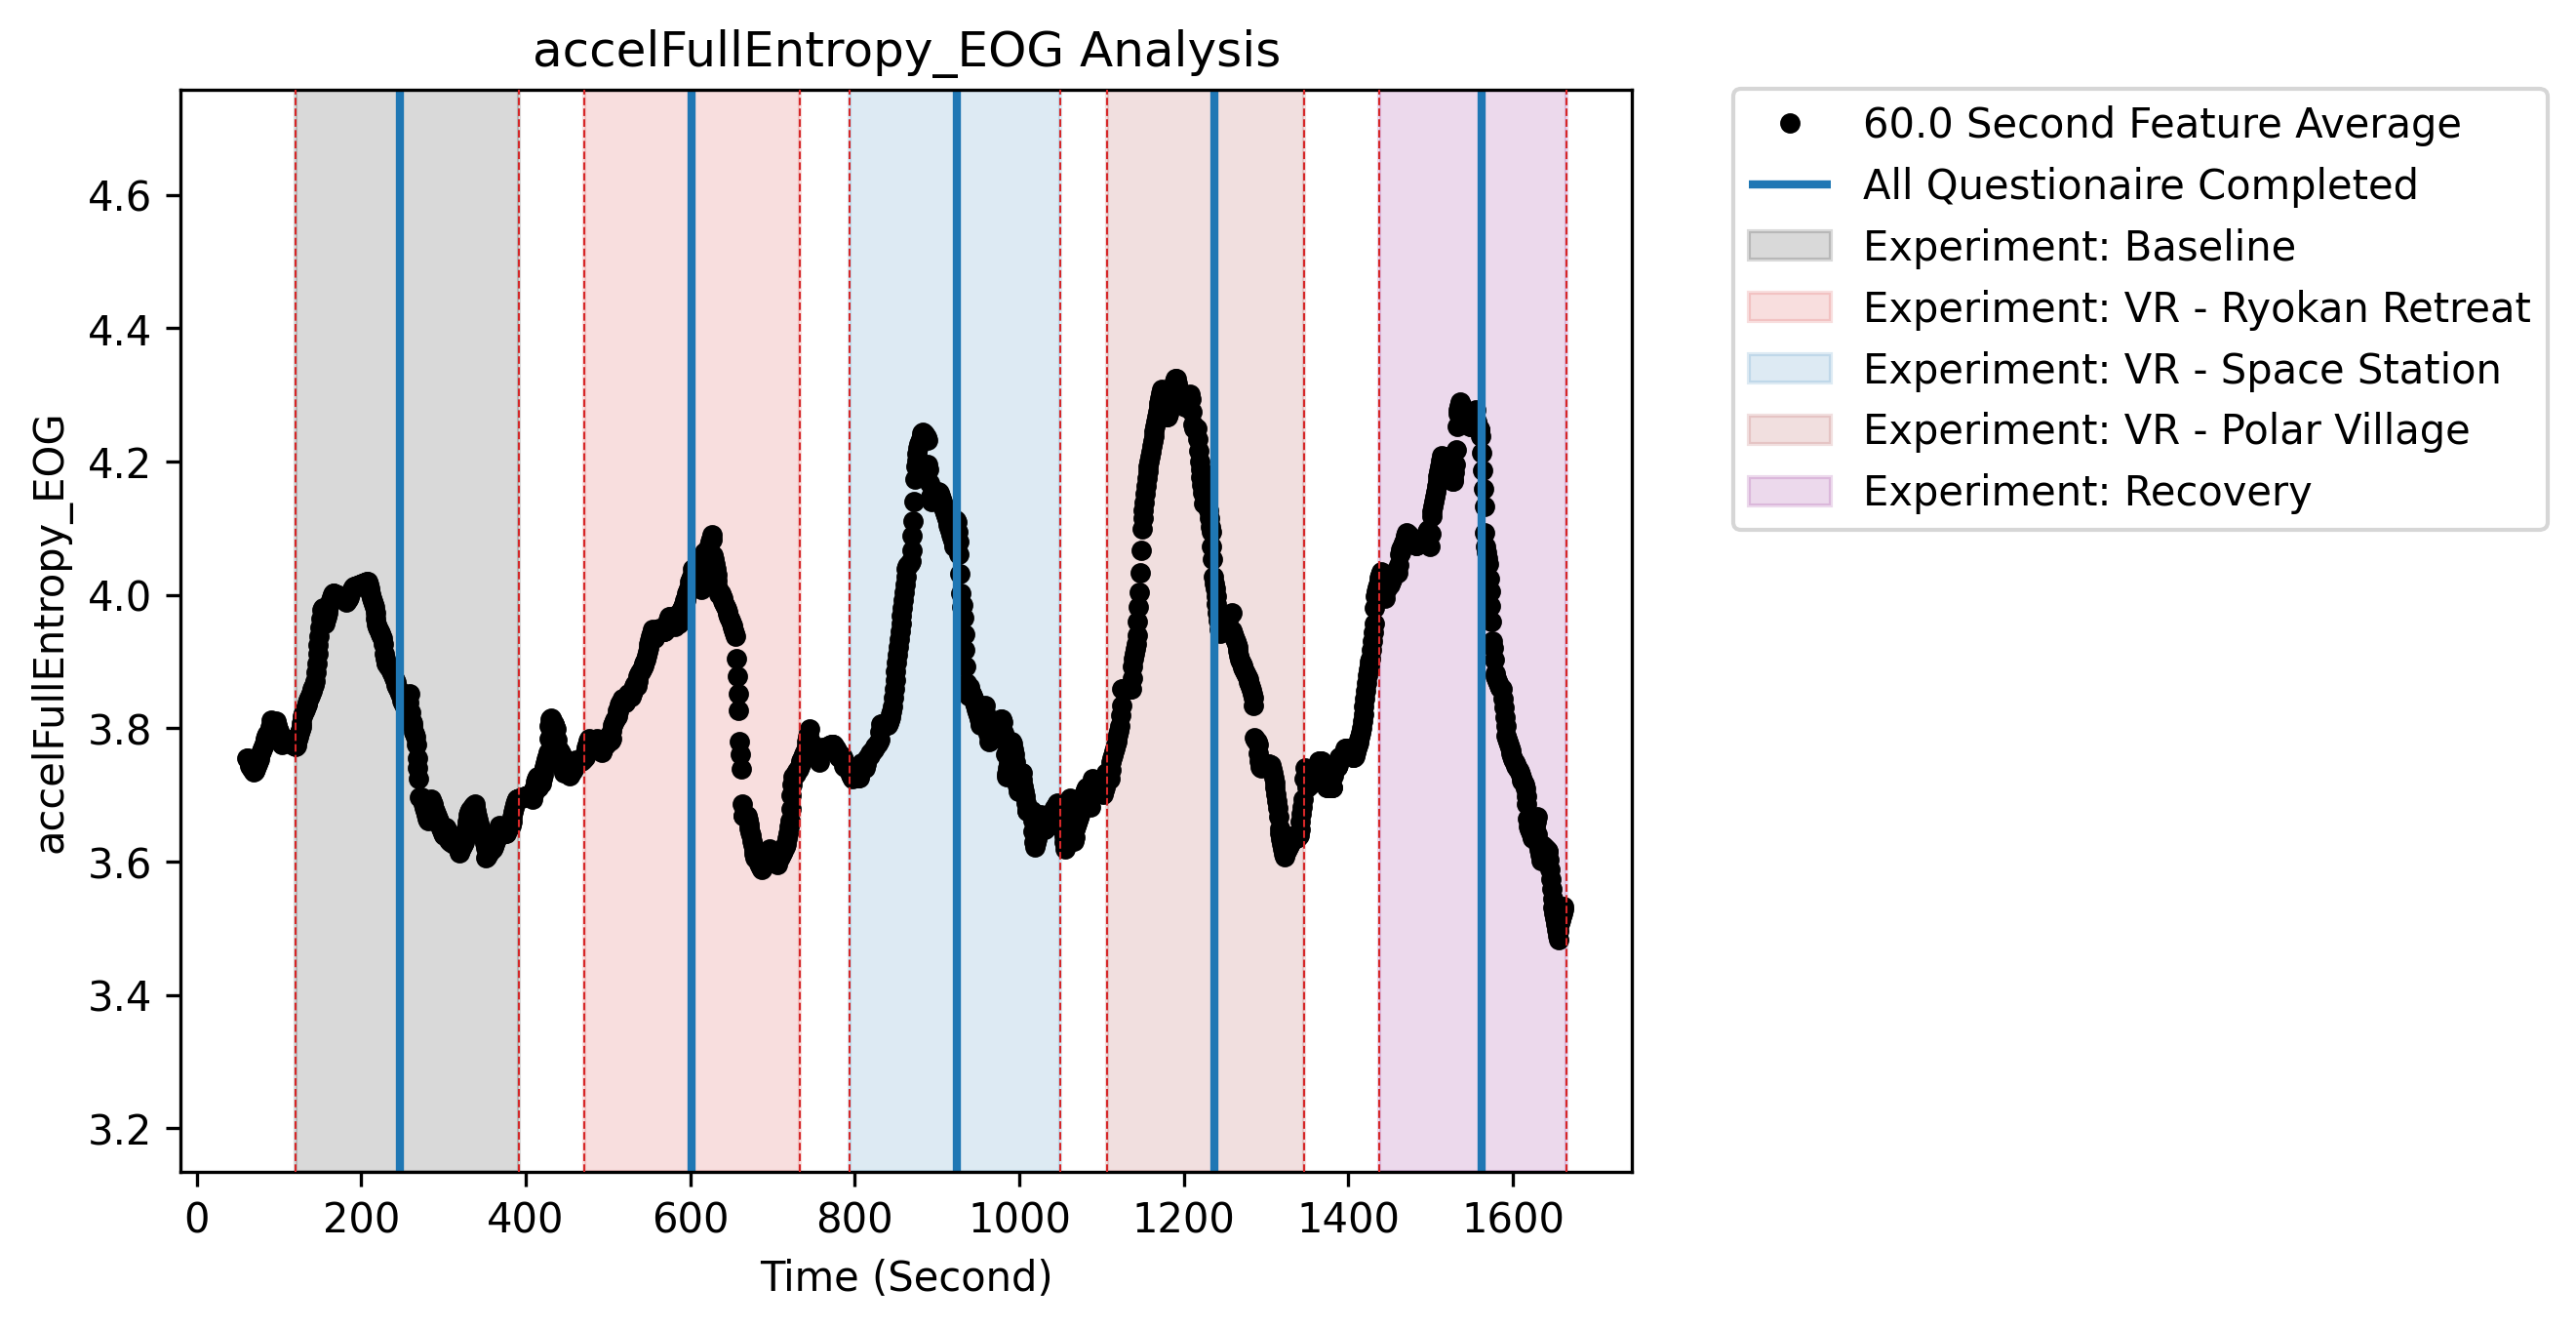 accelFullEntropy_EOG Analysis
60.0 Second Feature Average
All Questionaire Completed
Experiment: Baseline
Experiment: VR - Ryokan Retreat
Experiment: VR - Space Station
Experiment: VR - Polar Village
Experiment: Recovery
accelFullEntropy_EOG
4.6
4.4
4.2
4.0
3.8
3.6
3.4
3.2
0 200 400 600 800 1000 1200 1400 1600
Time (Second)